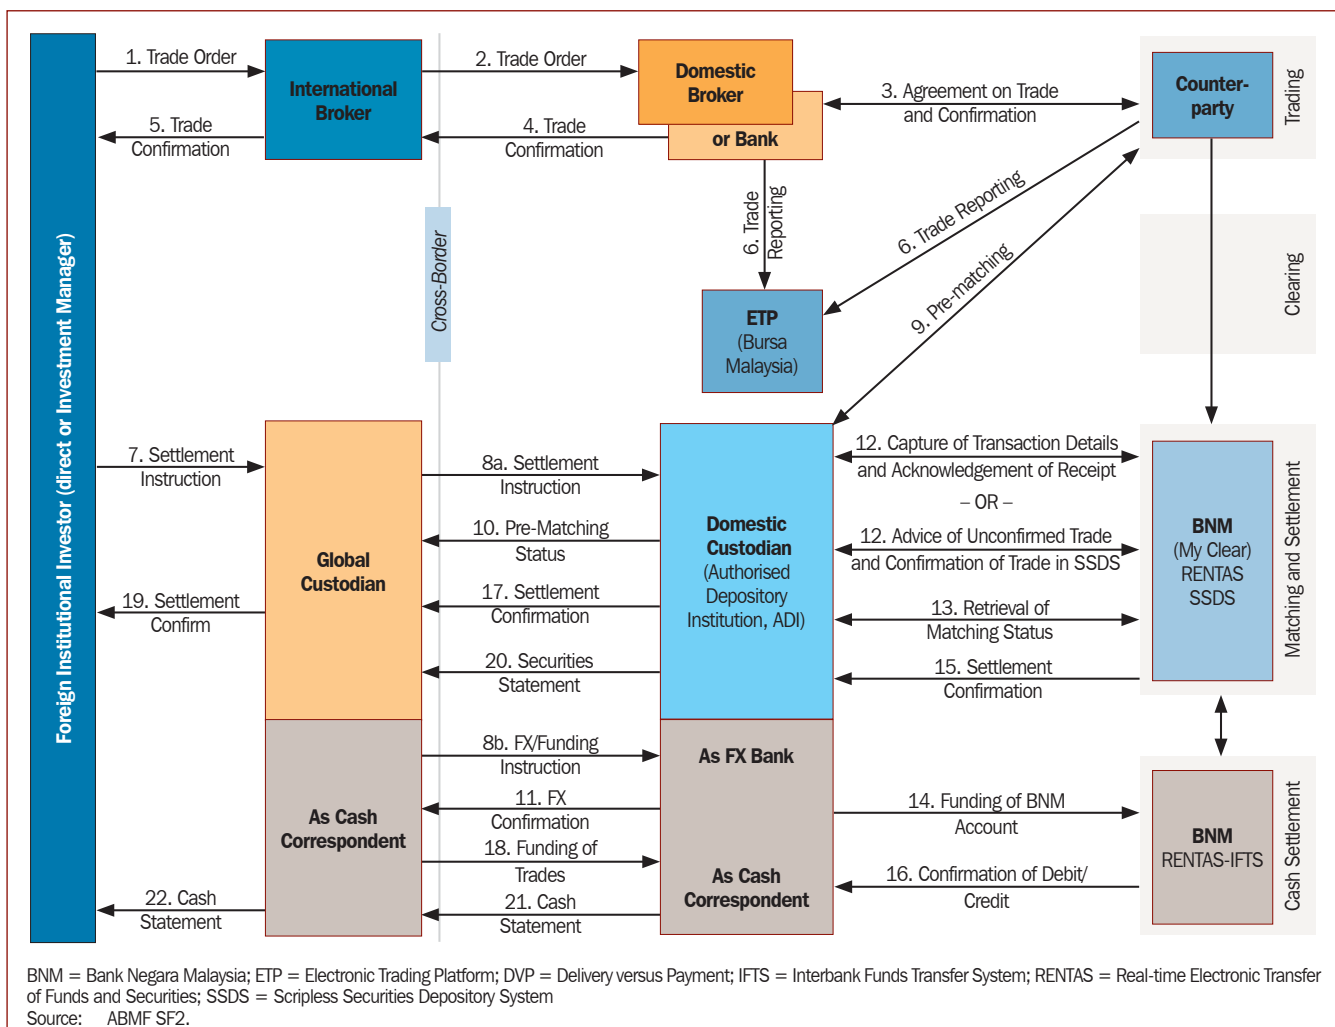 Foreign Institutional Investor (direct or Investment Manager)
1. Trade Order
5. Trade
Confirmation
International
Broker
2. Trade Order
4. Trade
Confirmation
Domestic
Broker
or Bank
3. Agreement on Trade
and Confirmation
Counter-
party
Trading
Cross-Border
6. Trade
Reporting
6. Trade Reporting
9. Pre-matching
ETP
(Bursa
Malaysia)
Clearing
7. Settlement
Instruction
19. Settlement
Confirm
Global
Custodian
8a. Settlement
Instruction
10. Pre-Matching
Status
17. Settlement
Confirmation
20. Securities
Statement
Domestic
Custodian
(Authorised
Depository
Institution, ADI)
12. Capture of Transaction Details
and Acknowledgement of Receipt
– OR –
12. Advice of Unconfirmed Trade
and Confirmation of Trade in SSDS
13. Retrieval of
Matching Status
15. Settlement
Confirmation
BNM
(My Clear)
RENTAS
SSDS
Matching and Settlement
22. Cash
Statement
As Cash
Correspondent
8b. FX/Funding
Instruction
11. FX
Confirmation
18. Funding of
Trades
21. Cash
Statement
As FX Bank
As Cash
Correspondent
14. Funding of BNM
Account
16. Confirmation of Debit/
Credit
BNM
RENTAS-IFTS
Cash Settlement
BNM = Bank Negara Malaysia; ETP = Electronic Trading Platform; DVP = Delivery versus Payment; IFTS = Interbank Funds Transfer System; RENTAS = Real-time Electronic Transfer
of Funds and Securities; SSDS = Scripless Securities Depository System
Source: ABMF SF2.